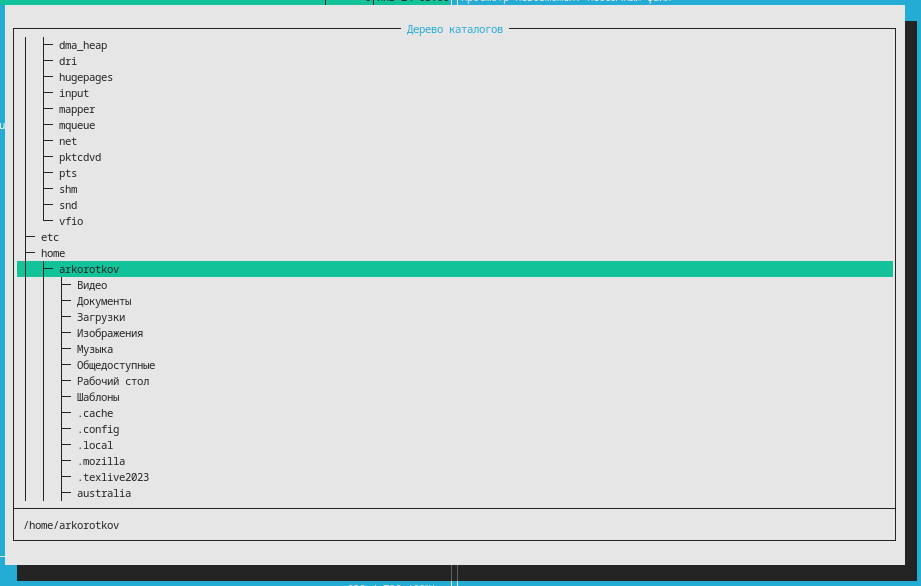 Дерево каталогов
dma_heap
dri
hugepages
input
mapper
mqueue
net
pktcdvd
pts
shm
snd
vfio
etc
home
arkorotkov
Видео
Документы
Загрузки
Изображения
Музыка
Общедоступные
Рабочий стол
Шаблоны
.cache
.config
.local
.mozilla
.texlive2023
australia
/home/arkorotkov